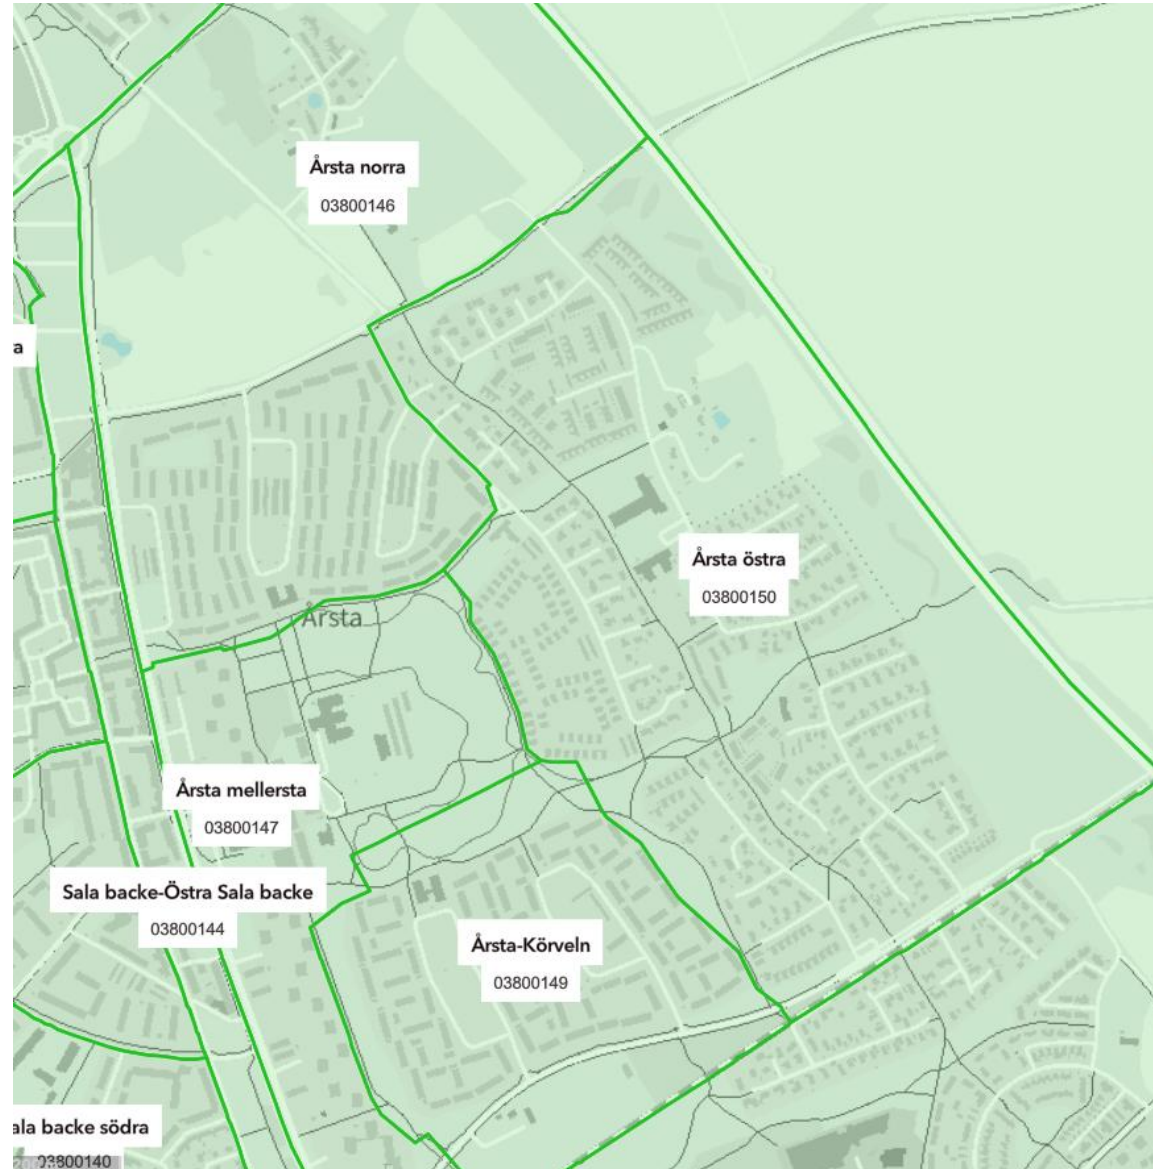 Årsta norra
03800146
a
Årsta östra
03800150
Årsta
Årsta mellersta
03800147
Sala backe-Östra Sala backe
03800144
Årsta-Körveln
03800149
ala backe södra
03800140